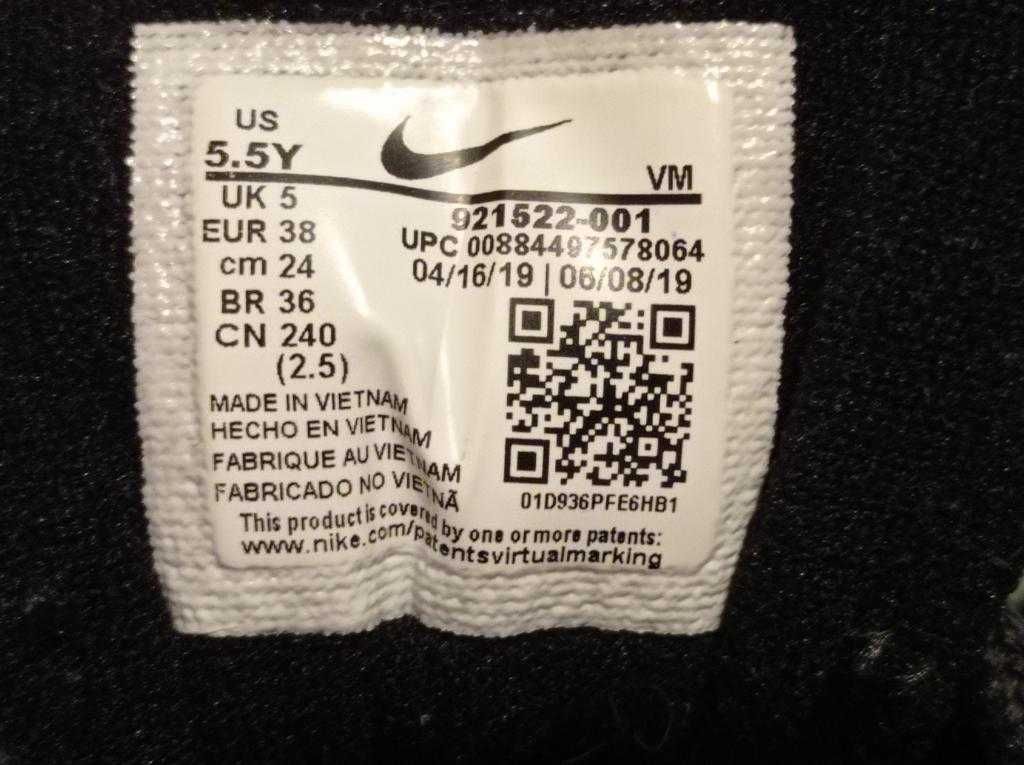 US
5.5Y
VM
UK 5
EUR 38
cm 24
BR 36
CN 240
(2.5)
921522-001
UPC 00884497578064
04/16/19 | 06/08/19
MADE IN VIETNAM
HECHO EN VIETNAM
FABRIQUE AU VIETNAM
FABRICADO NO VIETNÃ
01D936PFE6HB1
This product is covered by one or more patents:
www.nike.com/patentsvirtualmarking